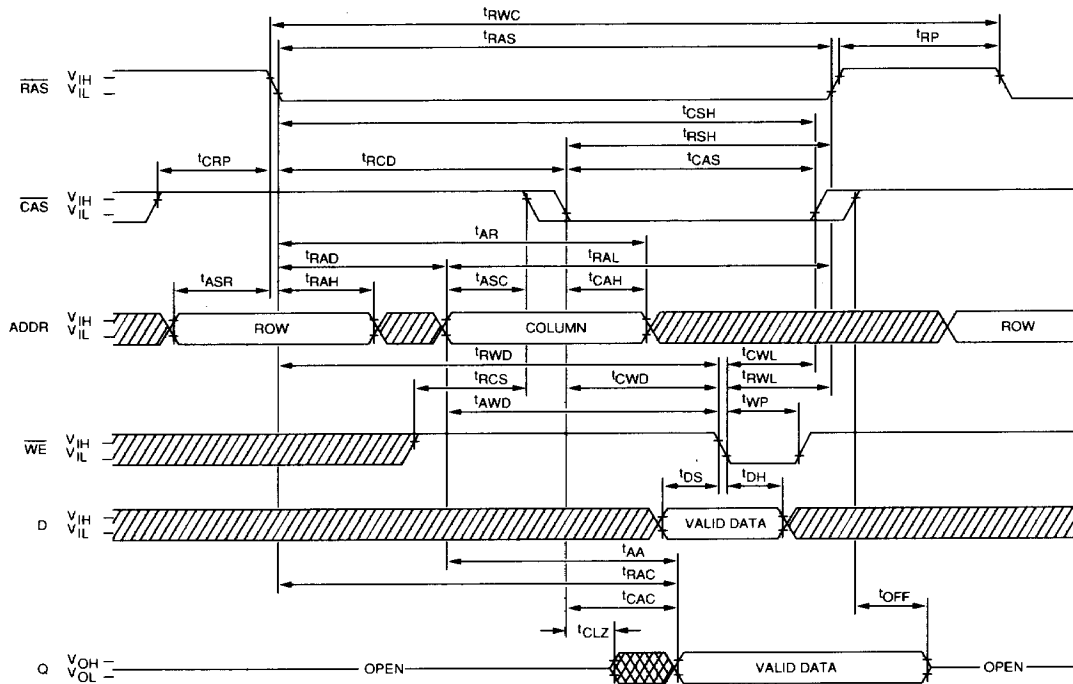 tRWC
tRAS
tRP
RAS VIH
VIL
tCSH
tRSH
tCRP tRCD tCAS
CAS VIH
VIL
tAR
tRAD tRAL
tASR tRAH tASC tCAH
ADDR VIH
VIL
ROW COLUMN ROW
tRWD tCWL
tRCS tCWD tRWL
tAWD tWP
WE VIH
VIL
tDS tDH
D VIH
VIL
VALID DATA
tAA
tRAC
tCAC tOFF
tCLZ
Q VOH
VOL
OPEN VALID DATA OPEN